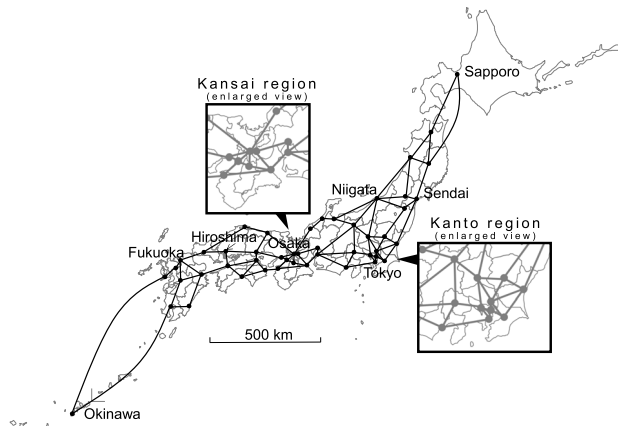 Sapporo
Kansai region
(enlarged view)
Niigata
Sendai
Kanto region
(enlarged view)
Hiroshima
Osaka
Fukuoka
Tokyo
500 km
Okinawa